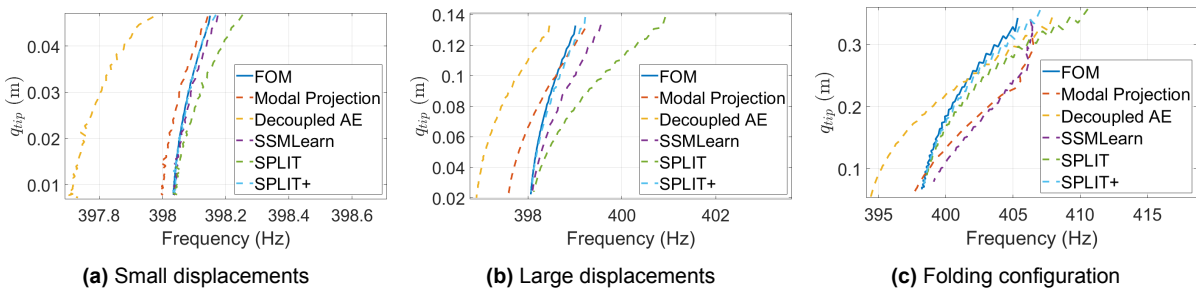 0.04
0.03
0.02
0.01
q_tip (m)
397.8 398 398.2 398.4 398.6
Frequency (Hz)
FOM
Modal Projection
Decoupled AE
SSMLearn
SPLIT
SPLIT+
(a) Small displacements
0.14
0.12
0.10
0.08
0.06
0.04
0.02
q_tip (m)
398 400 402
Frequency (Hz)
FOM
Modal Projection
Decoupled AE
SSMLearn
SPLIT
SPLIT+
(b) Large displacements
0.3
0.2
0.1
q_tip (m)
395 400 405 410 415
Frequency (Hz)
FOM
Modal Projection
Decoupled AE
SSMLearn
SPLIT
SPLIT+
(c) Folding configuration